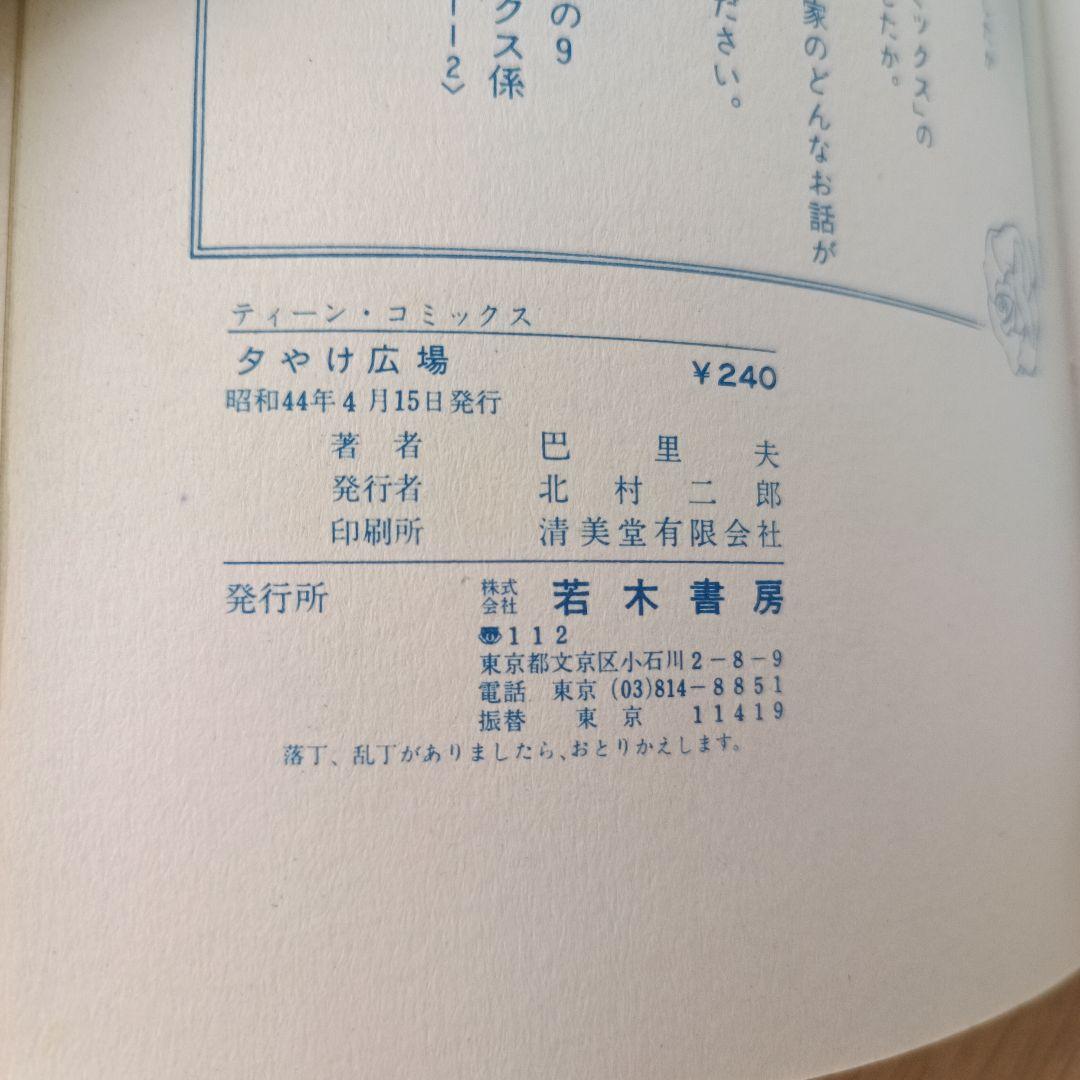 ックス」の
したか。
家のどんなお話が
ださい。
の9
クス係
ー2〉
ティーン・コミックス
夕やけ広場 ¥240
昭和44年4月15日発行
著者 巴里夫
発行者 北村二郎
印刷所 清美堂有限会社
発行所 株式会社 若木書房
〠112
東京都文京区小石川2-8-9
電話 東京(03)814-8851
振替 東京 11419
落丁、乱丁がありましたら、おとりかえします。